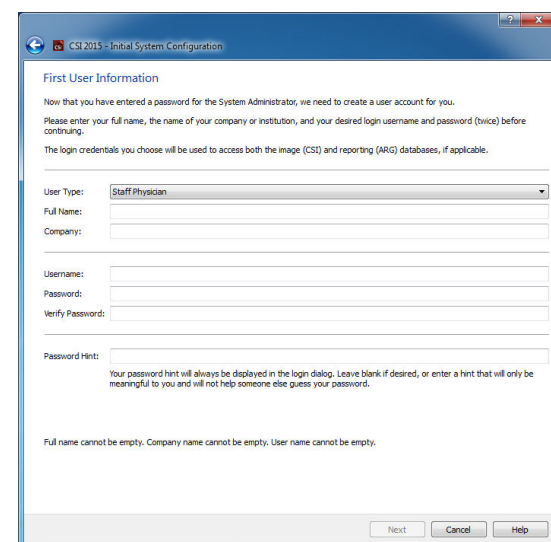 CSI 2015 - Initial System Configuration
First User Information
Now that you have entered a password for the System Administrator, we need to create a user account for you.
Please enter your full name, the name of your company or institution, and your desired login username and password (twice) before
continuing.
The login credentials you choose will be used to access both the image (CSI) and reporting (ARG) databases, if applicable.
User Type: Staff Physician
Full Name:
Company:
Username:
Password:
Verify Password:
Password Hint:
Your password hint will always be displayed in the login dialog. Leave blank if desired, or enter a hint that will only be
meaningful to you and will not help someone else guess your password.
Full name cannot be empty. Company name cannot be empty. User name cannot be empty.
Next Cancel Help